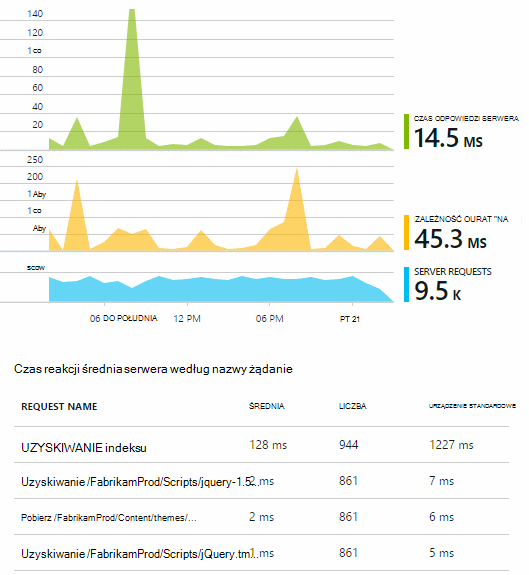 140
120
1 co
80
60
40
20
CZAS ODPOWIEDZI SERWERA
14.5 MS
250
200
1 Aby
1 co
Aby
ZALEŻNOŚĆ OURAT "NA
45.3 MS
scow
SERVER REQUESTS
9.5 K
06 DO POŁUDNIA 12 PM 06 PM PT 21
Czas reakcji średnia serwera według nazwy żądanie
REQUEST NAME ŚREDNIA LICZBA URZĄDZENIE STANDARDOWE
UZYSKIWANIE indeksu 128 ms 944 1227 ms
Uzyskiwanie /FabrikamProd/Scripts/jquery-1.5... 2 ms 861 7 ms
Pobierz /FabrikamProd/Content/themes/... 2 ms 861 6 ms
Uzyskiwanie /FabrikamProd/Scripts/jQuery.tml... ms 861 5 ms